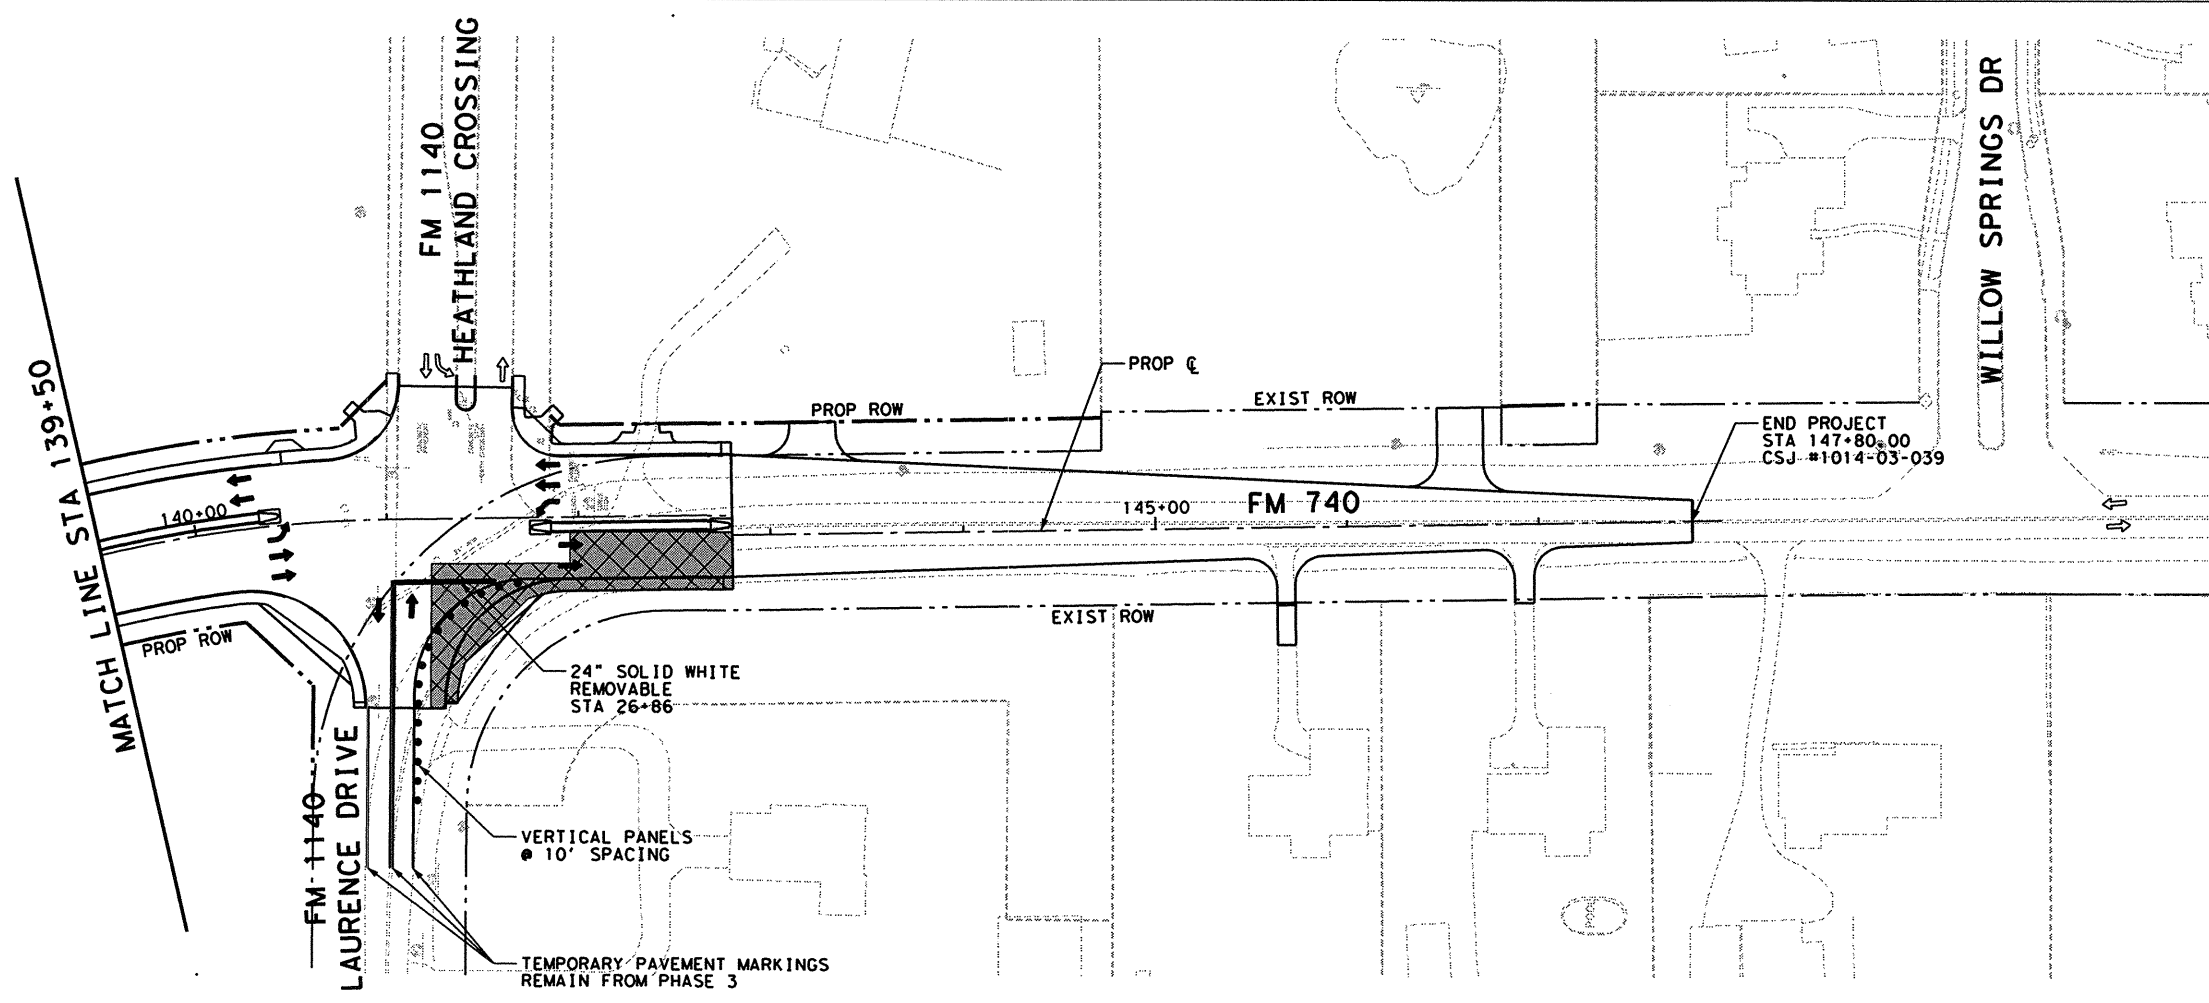 FM 1140
HEATHLAND CROSSING
WILLOW SPRINGS DR
MATCH LINE STA 139+50
PROP ℄
PROP ROW
EXIST ROW
END PROJECT
STA 147+80.00
CSJ #1014-03-039
140+00
145+00
FM 740
PROP ROW
EXIST ROW
24" SOLID WHITE
REMOVABLE
STA 26+86
FM 1140
LAURENCE DRIVE
VERTICAL PANELS
@ 10' SPACING
POOL
TEMPORARY PAVEMENT MARKINGS
REMAIN FROM PHASE 3